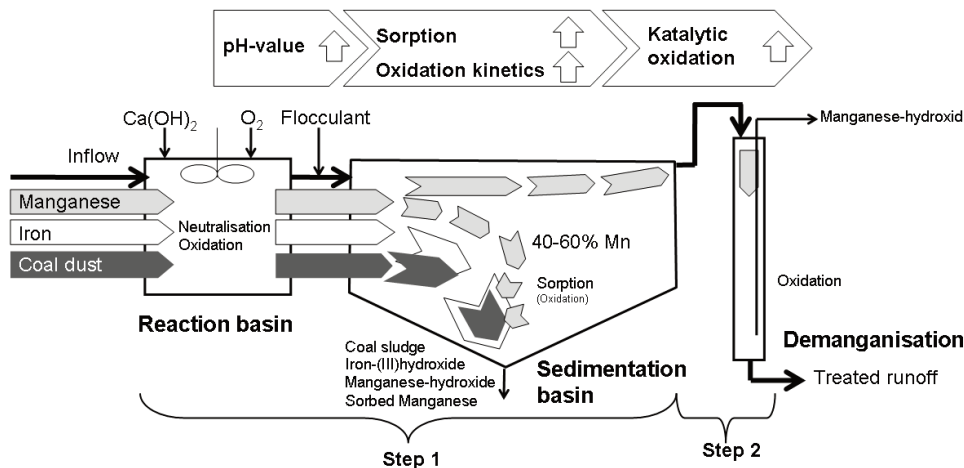 pH-value
Sorption
Oxidation kinetics
Katalytic
oxidation
Ca(OH)2
O2
Flocculant
Manganese-hydroxid
Inflow
Manganese
Iron
Coal dust
Neutralisation
Oxidation
40-60% Mn
Sorption
(Oxidation)
Oxidation
Reaction basin
Demanganisation
Coal sludge
Iron-(III)hydroxide
Manganese-hydroxide
Sorbed Manganese
Sedimentation
basin
Treated runoff
Step 1
Step 2